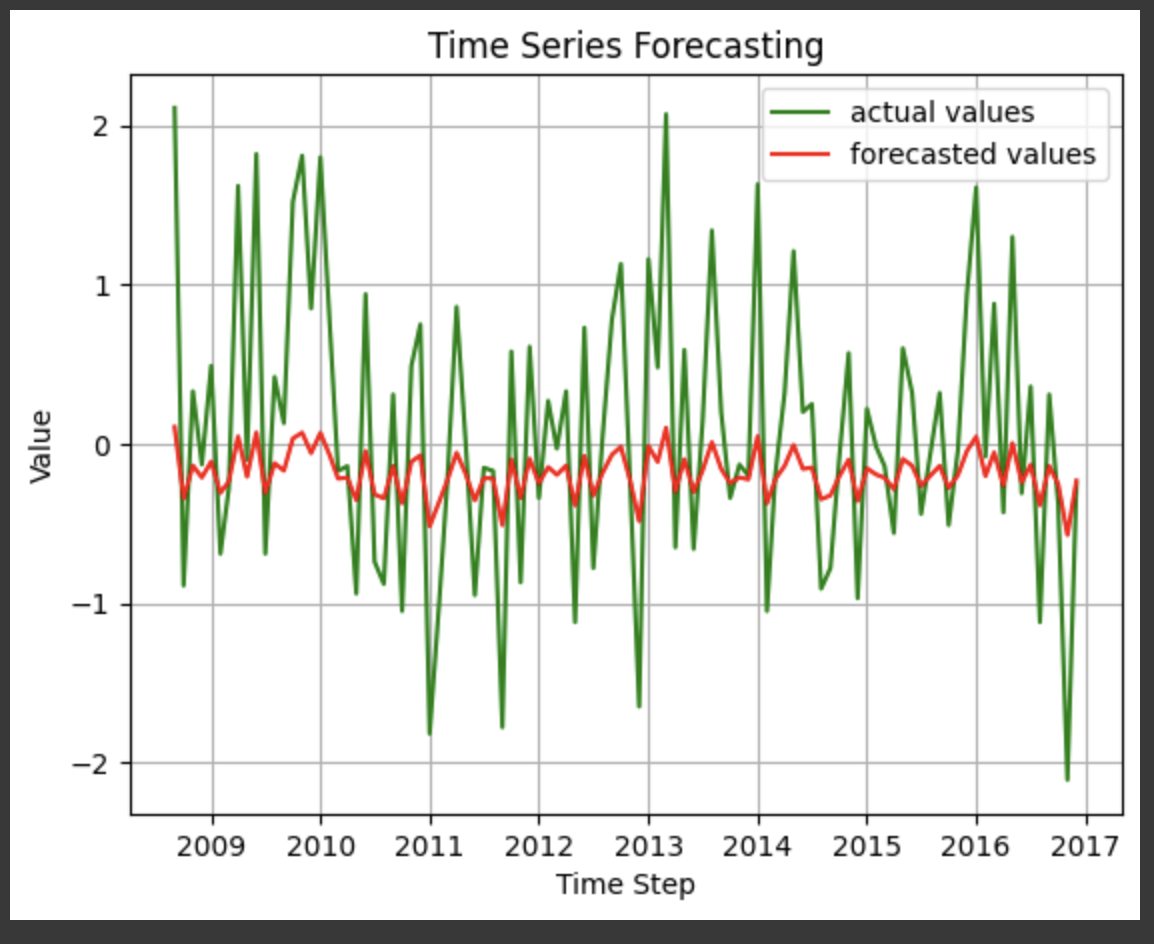 Time Series Forecasting
actual values
forecasted values
2
1
0
−1
−2
Value
2009 2010 2011 2012 2013 2014 2015 2016 2017
Time Step